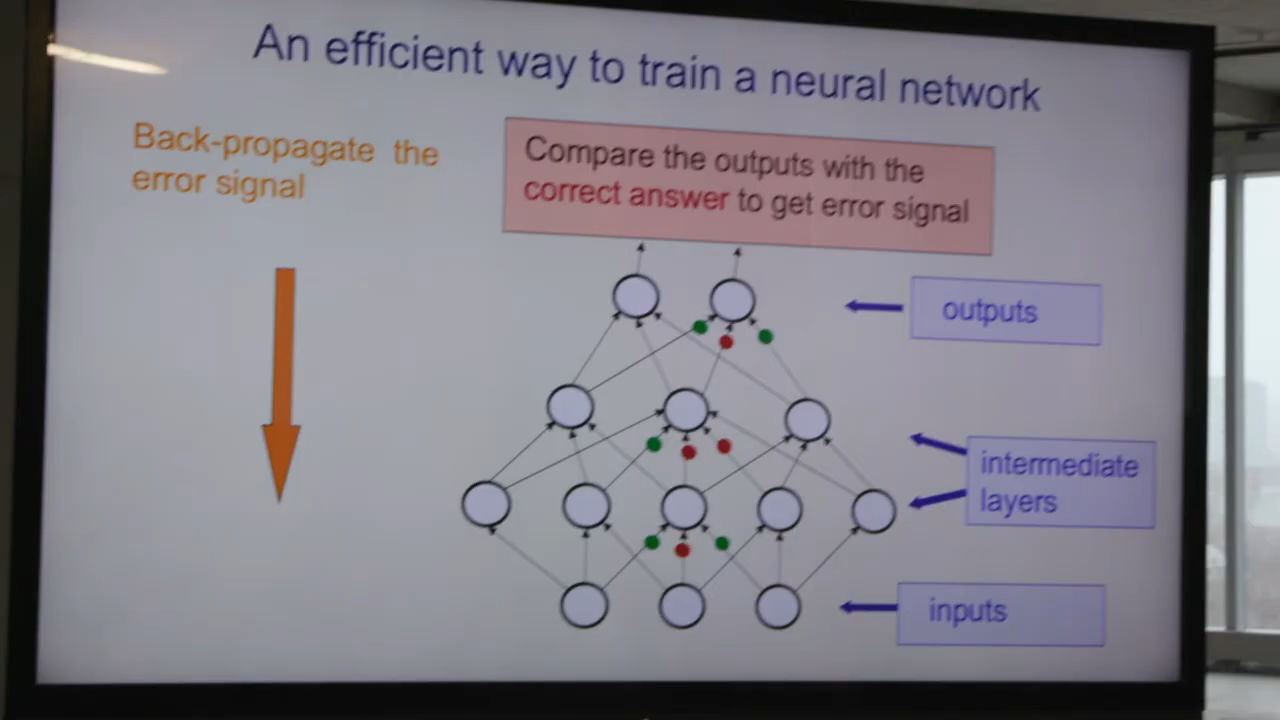 An efficient way to train a neural network
Back-propagate the
error signal
Compare the outputs with the
correct answer to get error signal
outputs
intermediate
layers
inputs